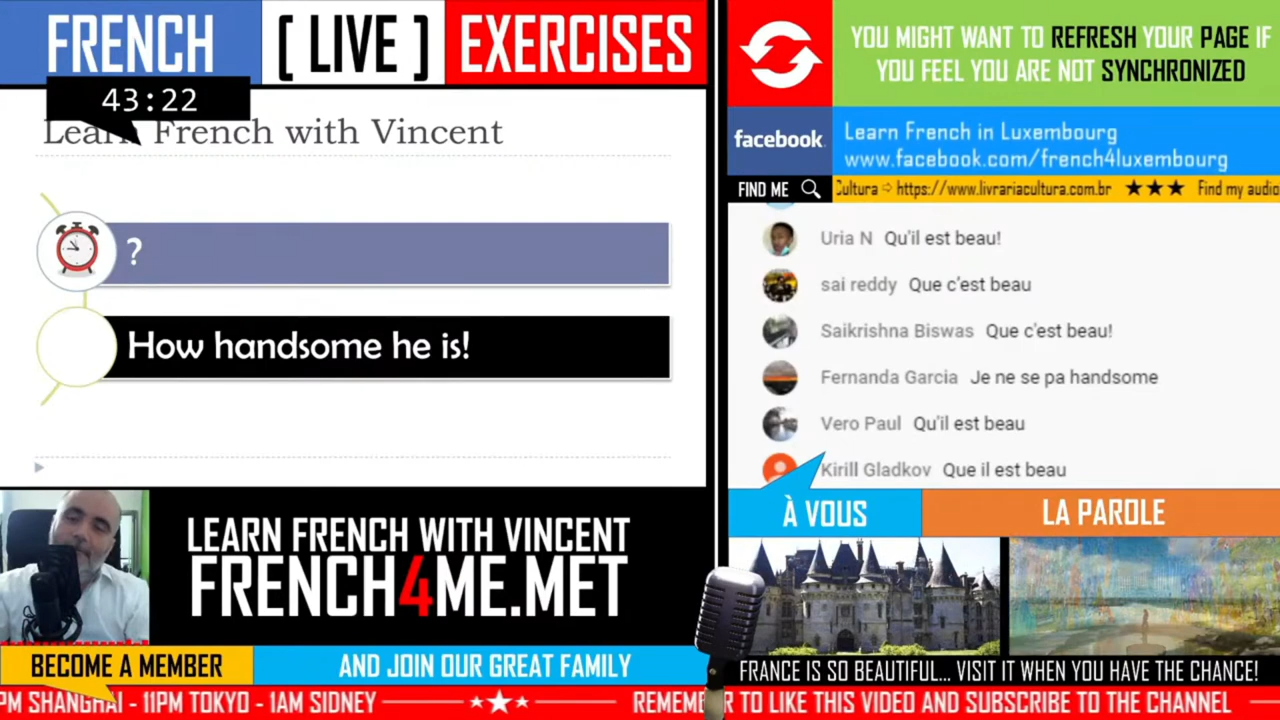 FRENCH [ LIVE ] EXERCISES
43:22
Learn French with Vincent
?
How handsome he is!
LEARN FRENCH WITH VINCENT
FRENCH4ME.MET
BECOME A MEMBER AND JOIN OUR GREAT FAMILY
PM SHANGHAI - 11PM TOKYO - 1AM SIDNEY
YOU MIGHT WANT TO REFRESH YOUR PAGE IF
YOU FEEL YOU ARE NOT SYNCHRONIZED
facebook.
Learn French in Luxembourg
www.facebook.com/french4luxembourg
FIND ME
Cultura https://www.livrariacultura.com.br ★★★ Find my audio
Uria N Qu'il est beau!
sai reddy Que c'est beau
Saikrishna Biswas Que c'est beau!
Fernanda Garcia Je ne se pa handsome
Vero Paul Qu'il est beau
Kirill Gladkov Que il est beau
À VOUS LA PAROLE
FRANCE IS SO BEAUTIFUL... VISIT IT WHEN YOU HAVE THE CHANCE!
REMEMBER TO LIKE THIS VIDEO AND SUBSCRIBE TO THE CHANNEL